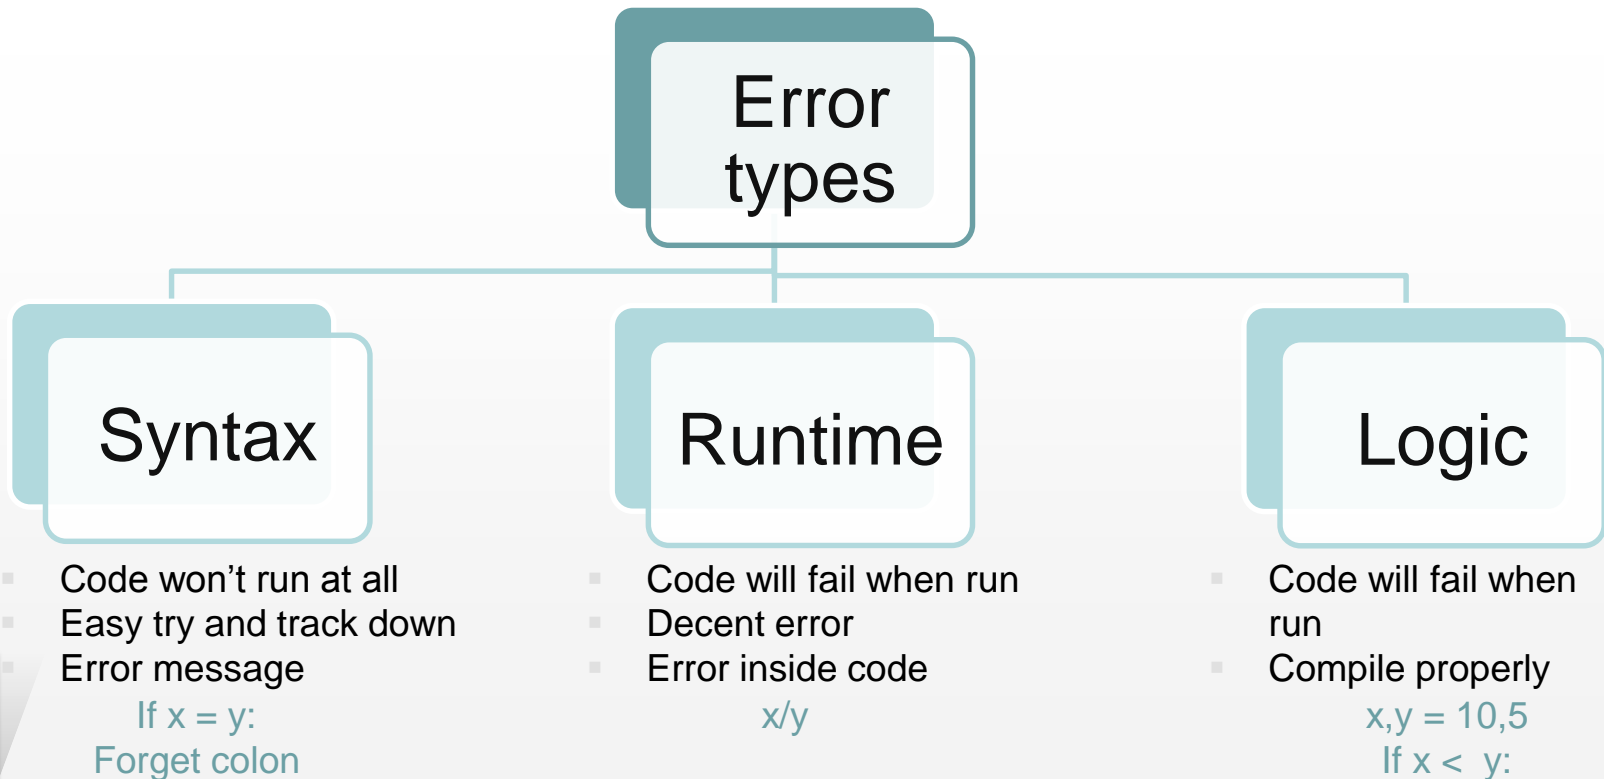 Error
types
Syntax
Runtime
Logic
Code won’t run at all
Easy try and track down
Error message
If x = y:
Forget colon
Code will fail when run
Decent error
Error inside code
x/y
Code will fail when
run
Compile properly
x,y = 10,5
If x <  y: